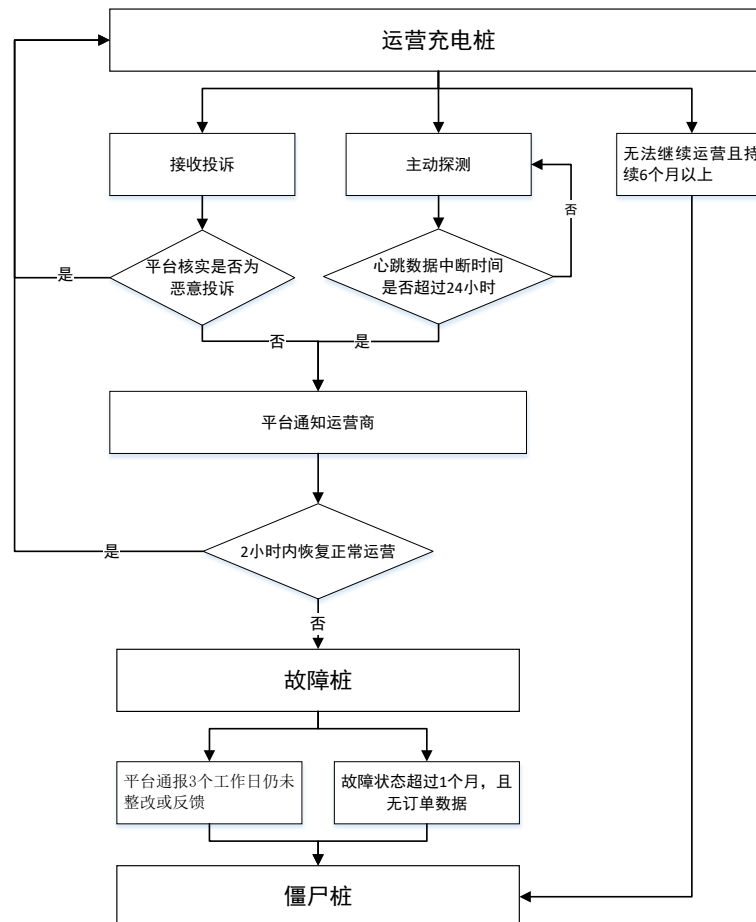 运营充电桩
接收投诉
主动探测
无法继续运营且持
续6个月以上
否
平台核实是否为
恶意投诉
心跳数据中断时间
是否超过24小时
是
否
是
平台通知运营商
2小时内恢复正常运营
是
否
故障桩
平台通报3个工作日仍未
整改或反馈
故障状态超过1个月，且
无订单数据
僵尸桩